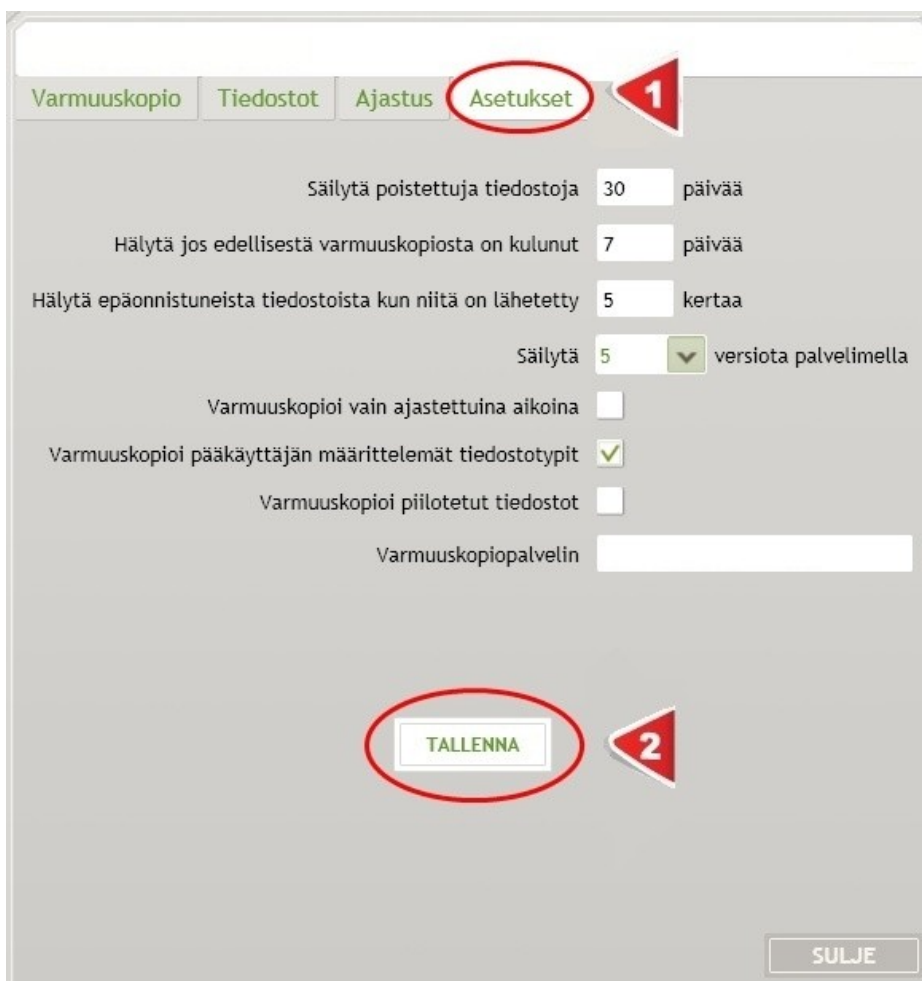 Varmuuskopio Tiedostot Ajastus Asetukset 1
Säilytä poistettuja tiedostoja 30 päivää
Hälytä jos edellisestä varmuuskopiosta on kulunut 7 päivää
Hälytä epäonnistuneista tiedostoista kun niitä on lähetetty 5 kertaa
Säilytä 5 versiota palvelimella
Varmuuskopioi vain ajastettuina aikoina
Varmuuskopioi pääkäyttäjän määrittelemät tiedostotypit
Varmuuskopioi piilotetut tiedostot
Varmuuskopiopalvelin
TALLENNA 2
SULJE